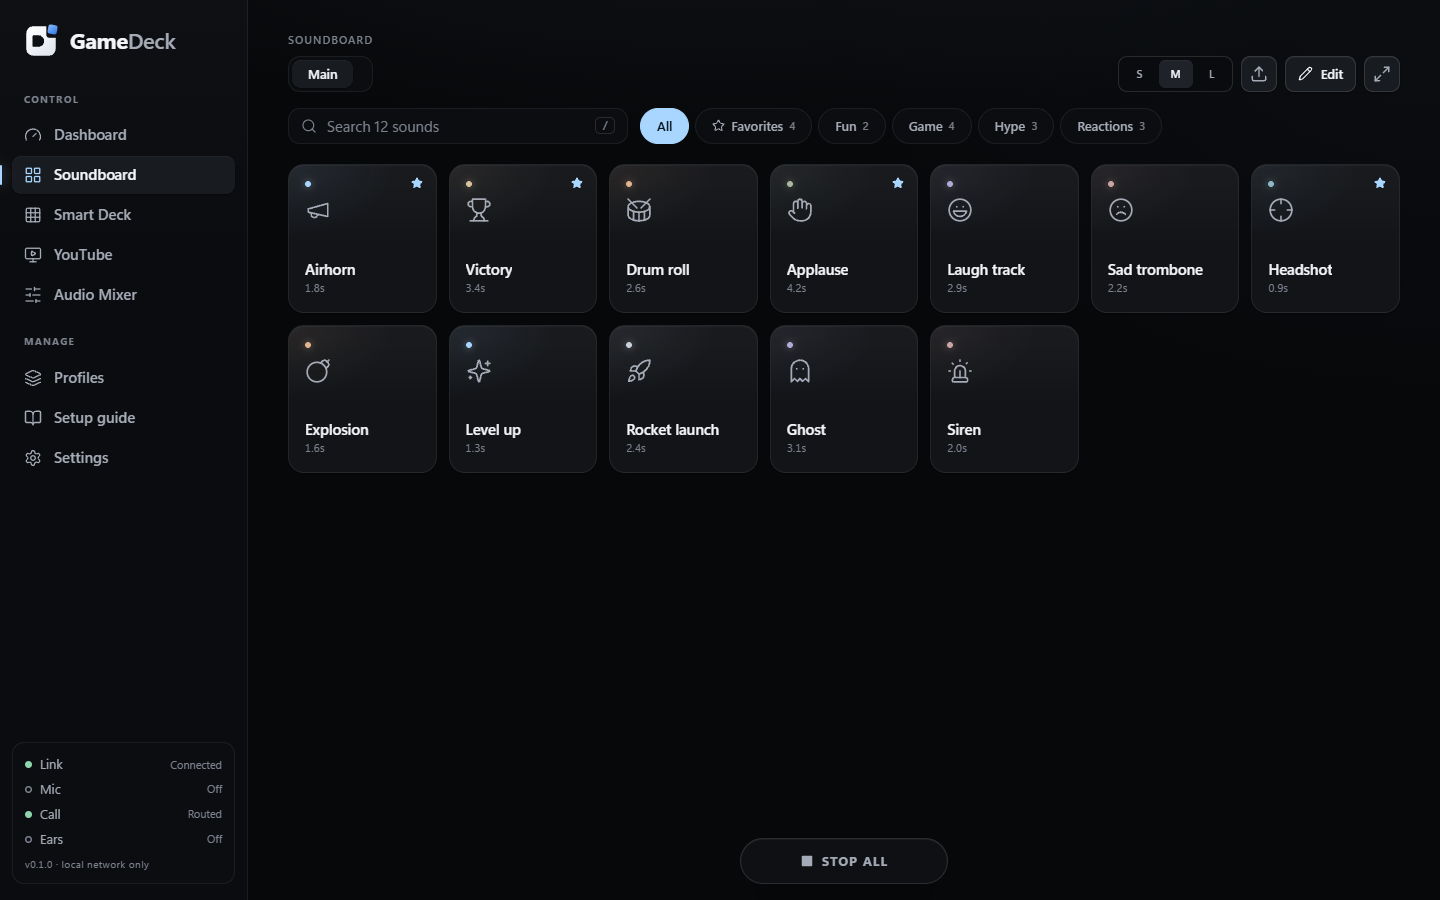 GameDeck
CONTROL
Dashboard
Soundboard
Smart Deck
YouTube
Audio Mixer
MANAGE
Profiles
Setup guide
Settings
Link Connected
Mic Off
Call Routed
Ears Off
v0.1.0 · local network only
SOUNDBOARD
Main
S M L Edit
Search 12 sounds / All Favorites 4 Fun 2 Game 4 Hype 3 Reactions 3
Airhorn
1.8s
Victory
3.4s
Drum roll
2.6s
Applause
4.2s
Laugh track
2.9s
Sad trombone
2.2s
Headshot
0.9s
Explosion
1.6s
Level up
1.3s
Rocket launch
2.4s
Ghost
3.1s
Siren
2.0s
STOP ALL